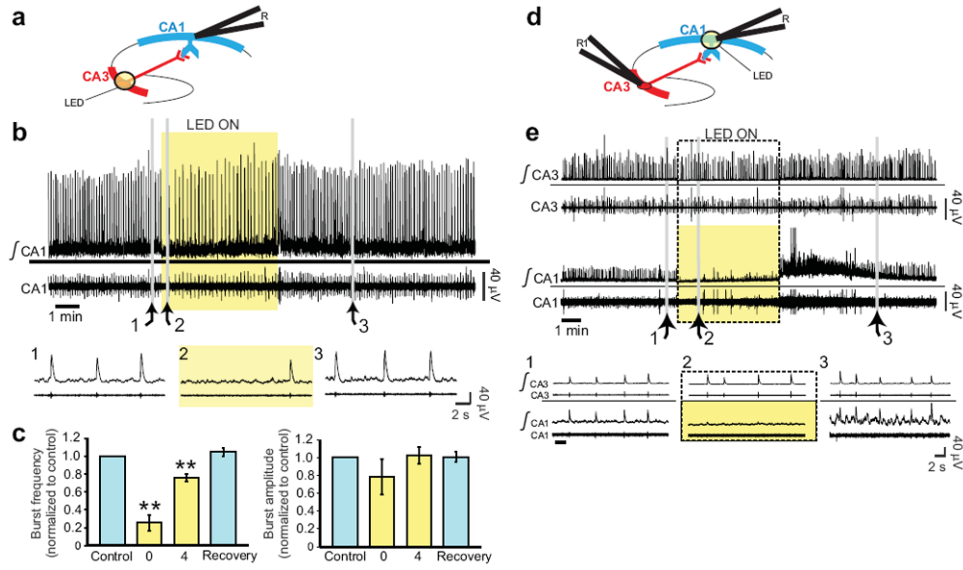 a
CA1
R
CA3
LED
b
LED ON
∫ CA1
CA1
40 µV
1 min
1
2
3
1
2
3
40 µV
2 s
c
Burst frequency
(normalized to control)
1.2
1.0
0.8
0.6
0.4
0.2
0
**
**
Control 0 4 Recovery
Burst amplitude
(normalized to control)
1.2
1.0
0.8
0.6
0.4
0.2
0
Control 0 4 Recovery
d
CA1
R
R1
CA3
LED
e
LED ON
∫ CA3
CA3
40 µV
∫ CA1
CA1
40 µV
1 min
1
2
3
1
2
3
∫ CA3
CA3
∫ CA1
CA1
40 µV
2 s